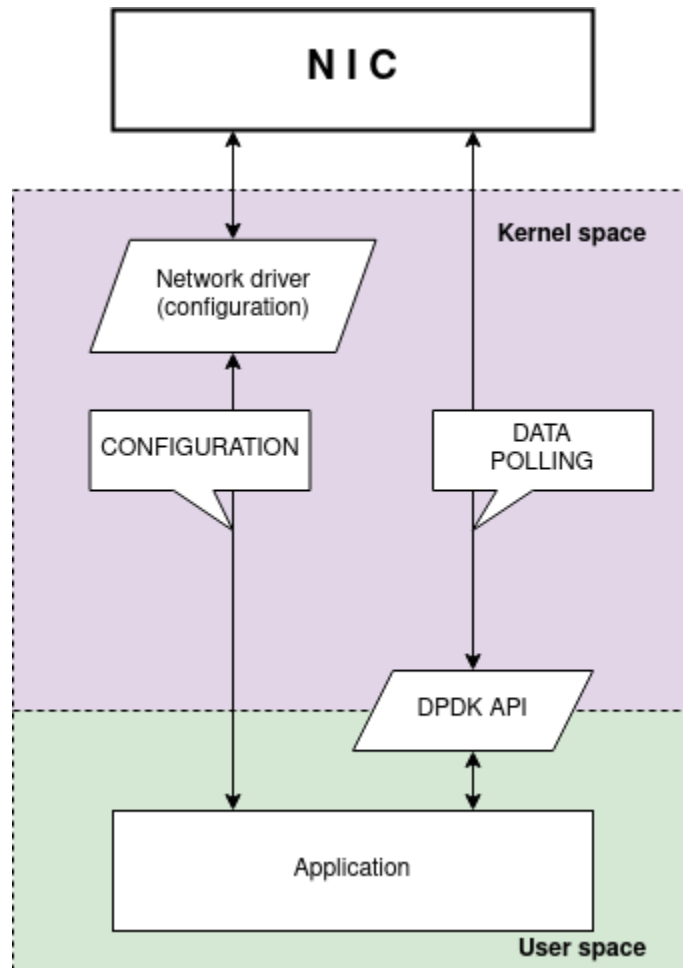 N I C
Kernel space
Network driver
(configuration)
CONFIGURATION
DATA
POLLING
DPDK API
Application
User space